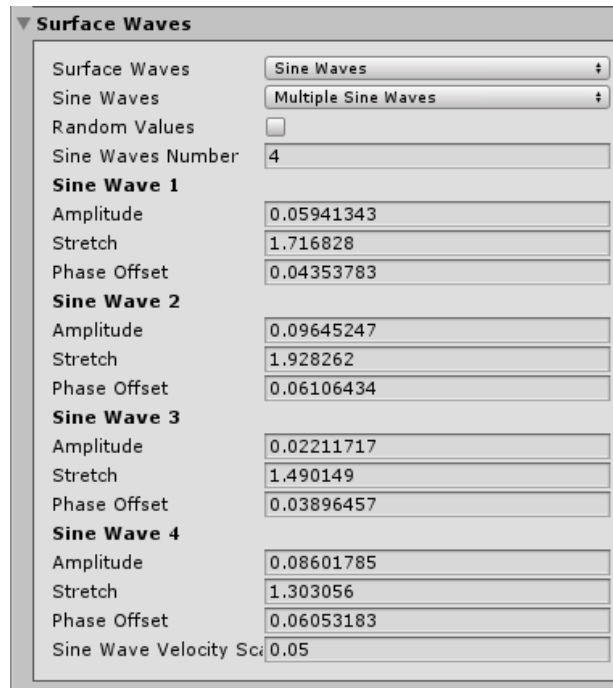 Surface Waves
Surface Waves Sine Waves
Sine Waves Multiple Sine Waves
Random Values
Sine Waves Number 4
Sine Wave 1
Amplitude 0.05941343
Stretch 1.716828
Phase Offset 0.04353783
Sine Wave 2
Amplitude 0.09645247
Stretch 1.928262
Phase Offset 0.06106434
Sine Wave 3
Amplitude 0.02211717
Stretch 1.490149
Phase Offset 0.03896457
Sine Wave 4
Amplitude 0.08601785
Stretch 1.303056
Phase Offset 0.06053183
Sine Wave Velocity Sca 0.05